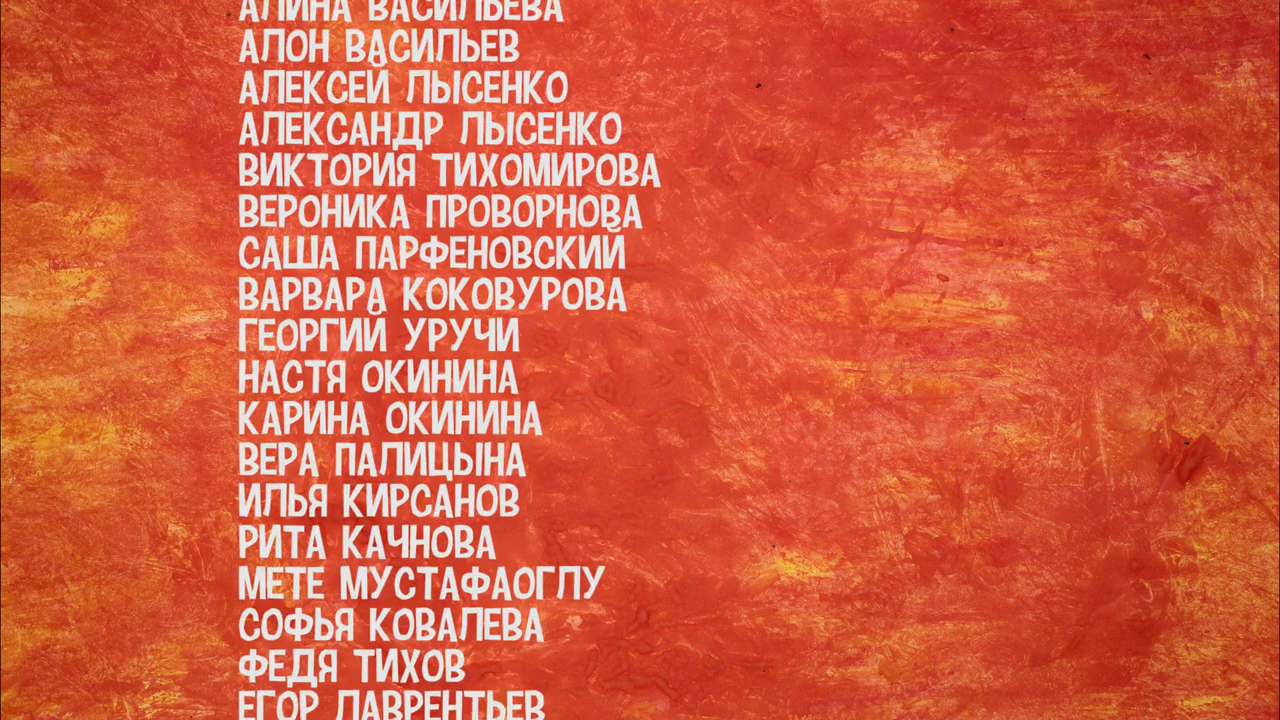 АЛИНА ВАСИЛЬЕВА
АЛОН ВАСИЛЬЕВ
АЛЕКСЕЙ ЛЫСЕНКО
АЛЕКСАНДР ЛЫСЕНКО
ВИКТОРИЯ ТИХОМИРОВА
ВЕРОНИКА ПРОВОРНОВА
САША ПАРФЕНОВСКИЙ
ВАРВАРА КОКОВУРОВА
ГЕОРГИЙ УРУЧИ
НАСТЯ ОКИНИНА
КАРИНА ОКИНИНА
ВЕРА ПАЛИЦЫНА
ИЛЬЯ КИРСАНОВ
РИТА КАЧНОВА
МЕТЕ МУСТАФАОГЛУ
СОФЬЯ КОВАЛЕВА
ФЕДЯ ТИХОВ
ЕГОР ЛАВРЕНТЬЕВ